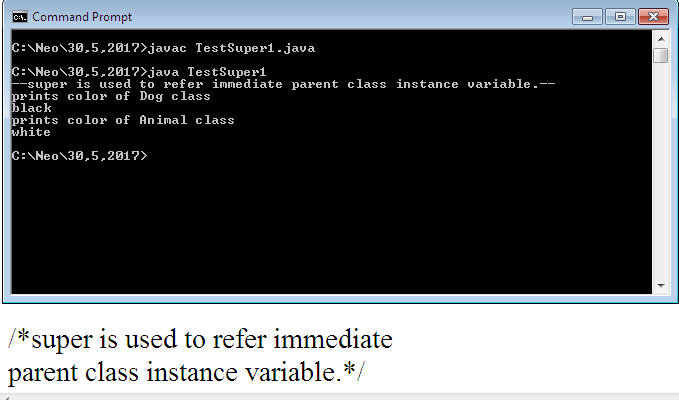 Command Prompt
C:\Neo\30,5,2017>javac TestSuper1.java
C:\Neo\30,5,2017>java TestSuper1
--super is used to refer immediate parent class instance variable.--
prints color of Dog class
black
prints color of Animal class
white
C:\Neo\30,5,2017>
/*super is used to refer immediate
parent class instance variable.*/